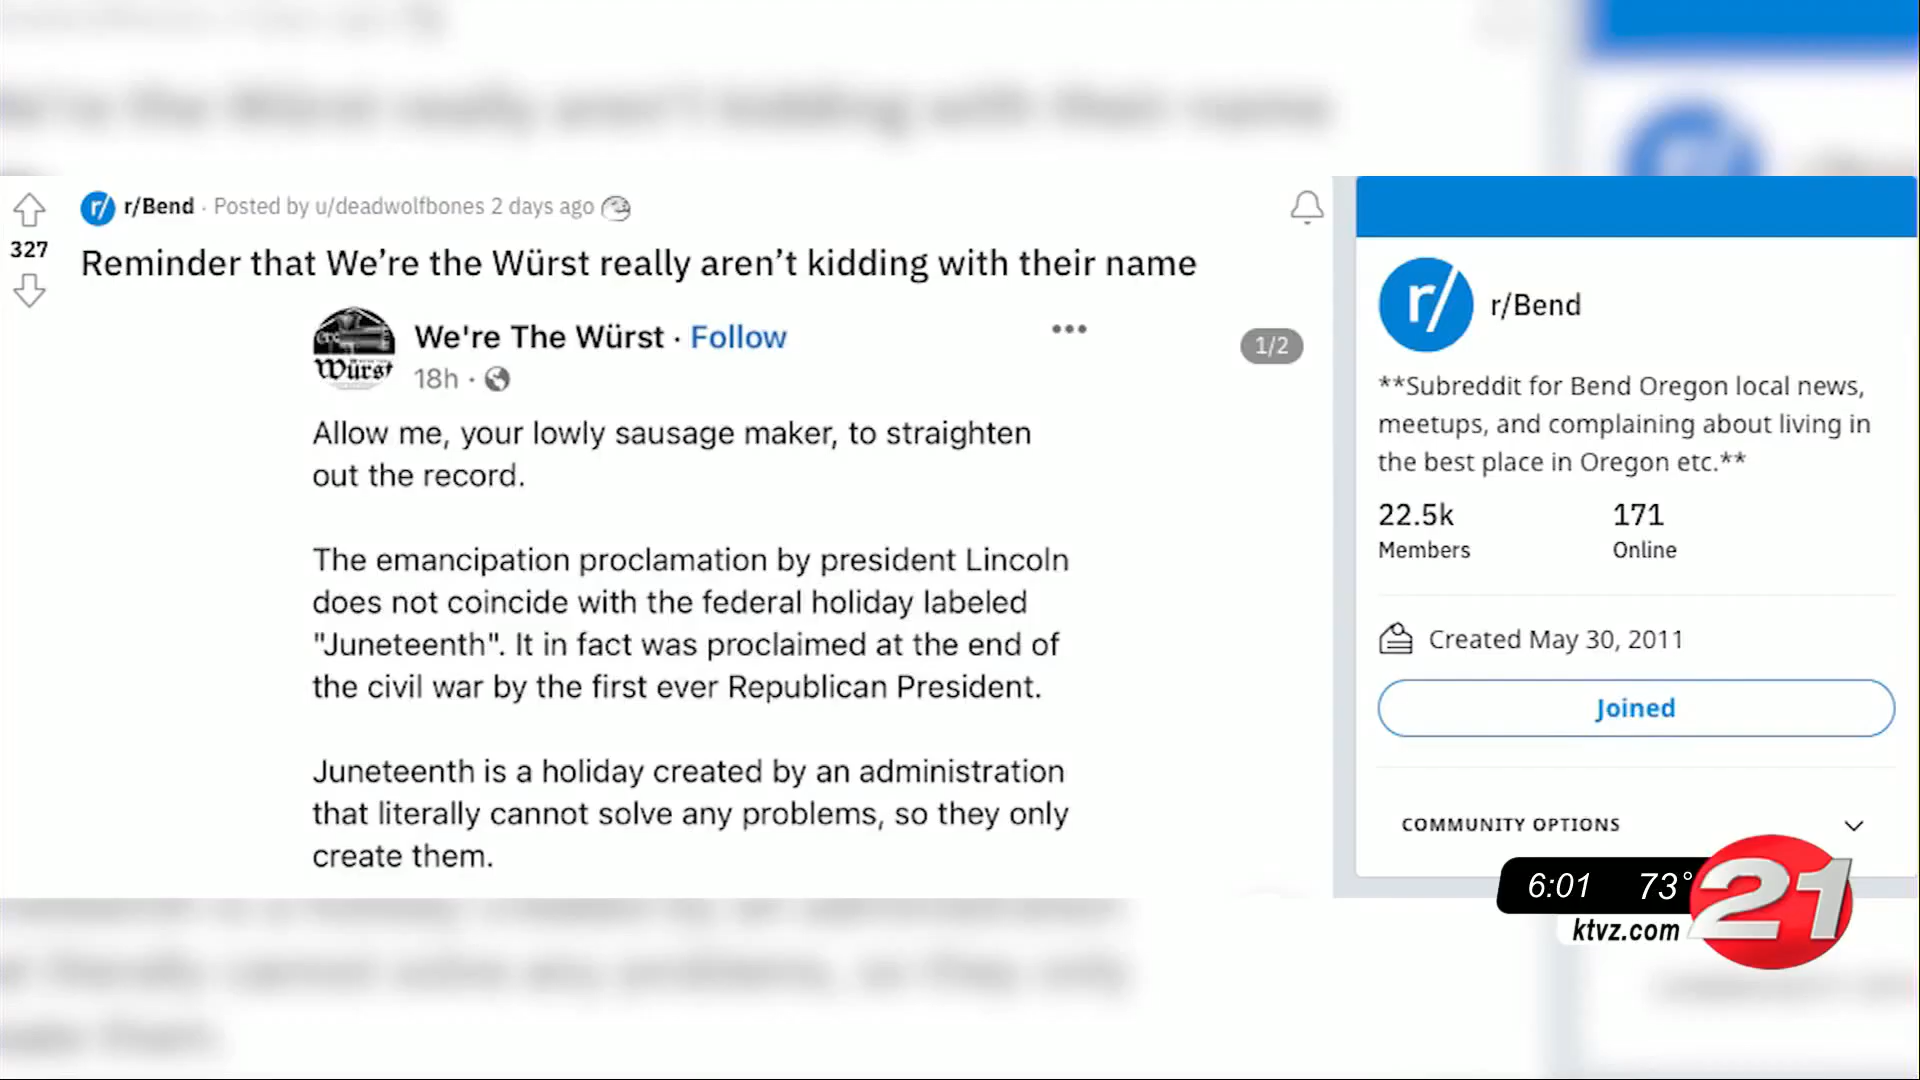 r/Bend · Posted by u/deadwolfbones 2 days ago
327
Reminder that We're the Würst really aren't kidding with their name
We're The Würst · Follow
18h ·
Würst
1/2
Allow me, your lowly sausage maker, to straighten
out the record.
The emancipation proclamation by president Lincoln
does not coincide with the federal holiday labeled
"Juneteenth". It in fact was proclaimed at the end of
the civil war by the first ever Republican President.
Juneteenth is a holiday created by an administration
that literally cannot solve any problems, so they only
create them.
r/
r/
r/Bend
**Subreddit for Bend Oregon local news,
meetups, and complaining about living in
the best place in Oregon etc.**
22.5k 171
Members Online
Created May 30, 2011
Joined
COMMUNITY OPTIONS
6:01 73° 21
ktvz.com